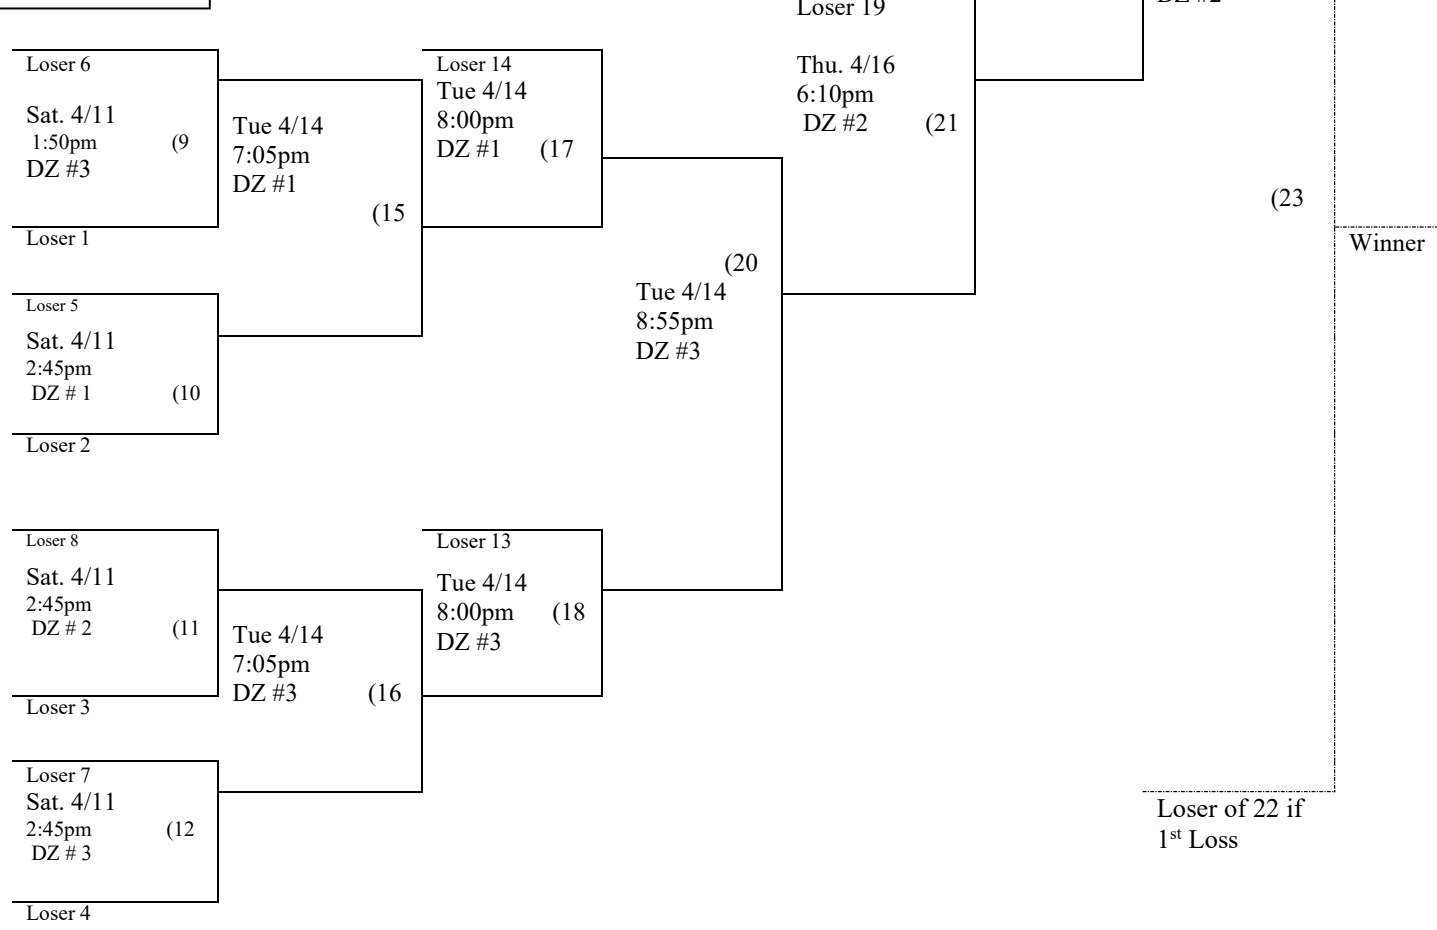 Loser 6
Sat. 4/11
1:50pm (9
DZ #3
Loser 1
Loser 5
Sat. 4/11
2:45pm
DZ # 1 (10
Loser 2
Loser 8
Sat. 4/11
2:45pm
DZ # 2 (11
Loser 3
Loser 7
Sat. 4/11
2:45pm (12
DZ # 3
Loser 4
Tue 4/14
7:05pm
DZ #1
(15
Tue 4/14
7:05pm
DZ #3 (16
Loser 14
Tue 4/14
8:00pm
DZ #1 (17
Loser 13
Tue 4/14
8:00pm (18
DZ #3
(20
Tue 4/14
8:55pm
DZ #3
Loser 19
Thu. 4/16
6:10pm
DZ #2 (21
(23
Winner
Loser of 22 if
1st Loss